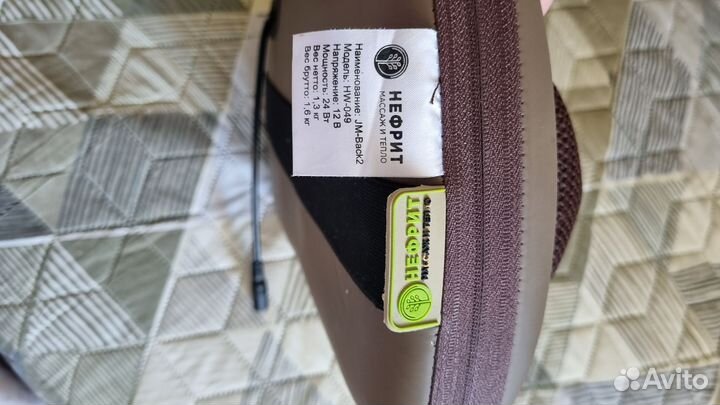 НЕФРИТ
МАССАЖ И ТЕПЛО
Наименование: JM-Back2
Модель: HW-049
Напряжение: 12 В
Мощность: 24 Вт
Вес нетто: 1,3 кг
Вес брутто: 1,6 кг
НЕФРИТ
МАССАЖ И ТЕПЛО
Avito